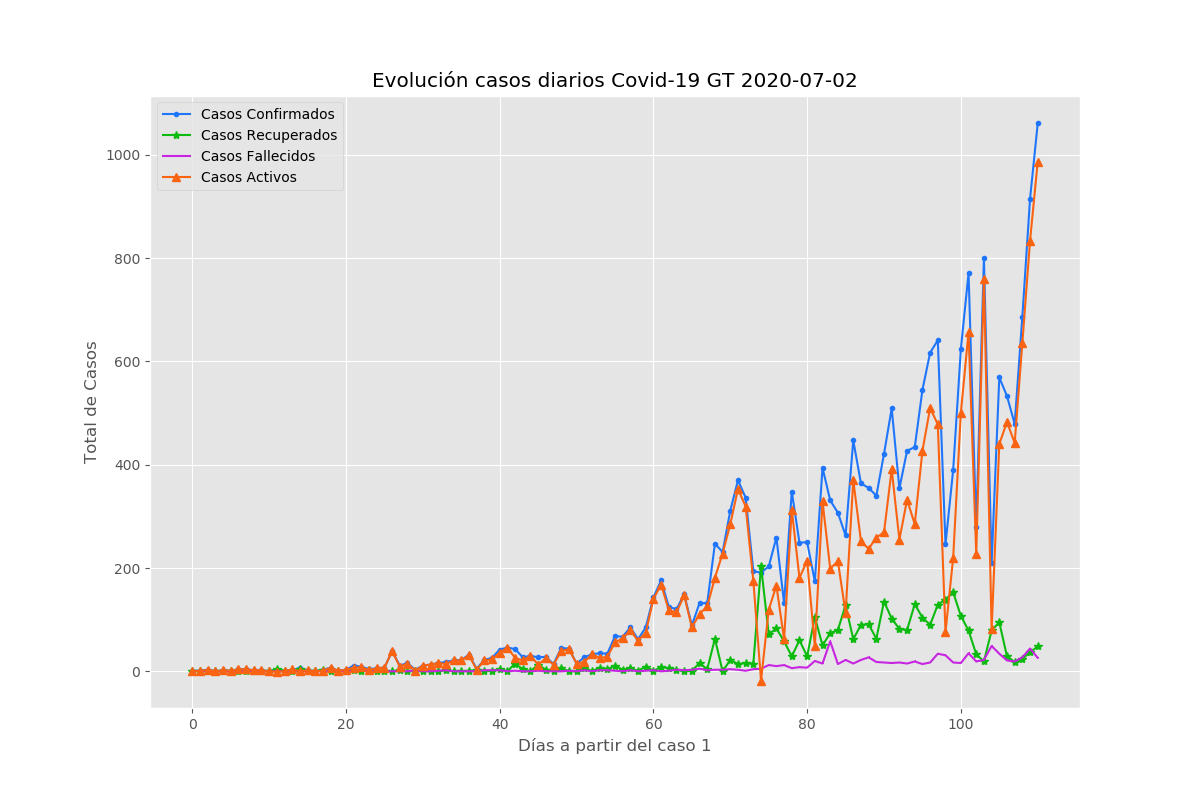 Evolución casos diarios Covid-19 GT 2020-07-02
Casos Confirmados
Casos Recuperados
Casos Fallecidos
Casos Activos
1000
800
600
400
200
0
Total de Casos
0 20 40 60 80 100
Días a partir del caso 1